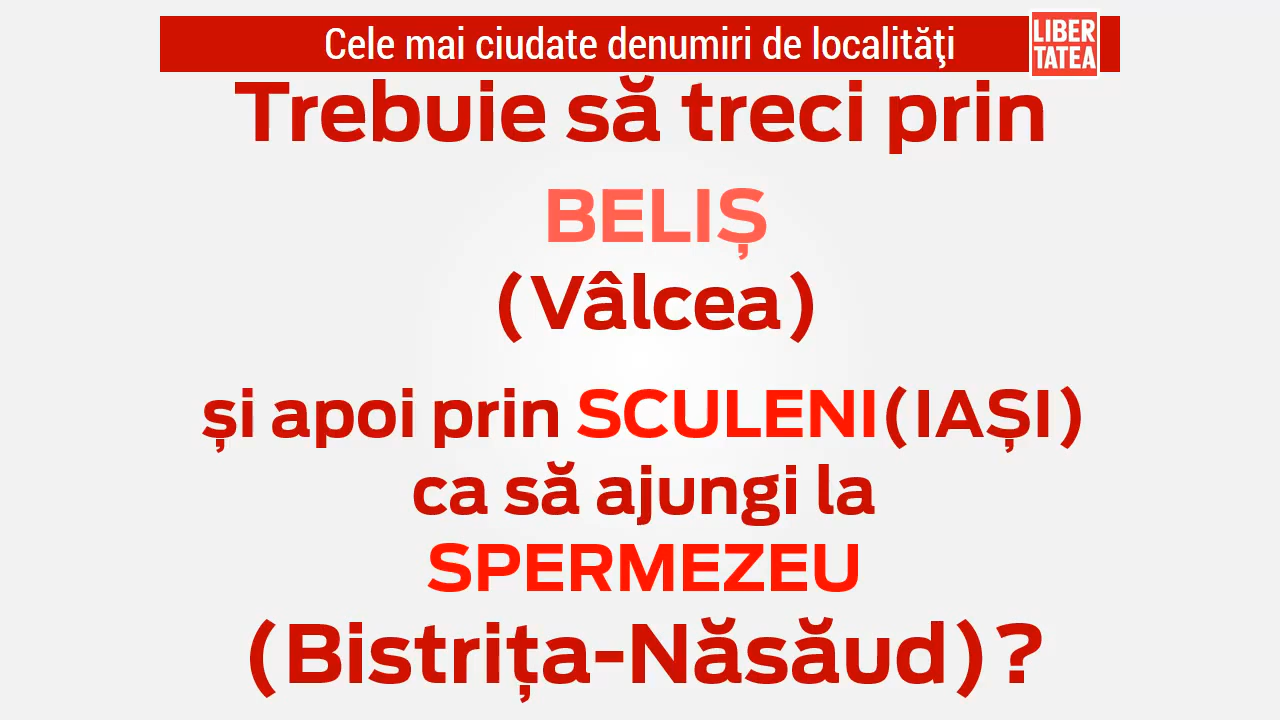 Cele mai ciudate denumiri de localităţi
LIBER
TATEA
Trebuie să treci prin
BELIȘ
(Vâlcea)
și apoi prin SCULENI(IAȘI)
ca să ajungi la
SPERMEZEU
(Bistrița-Năsăud)?